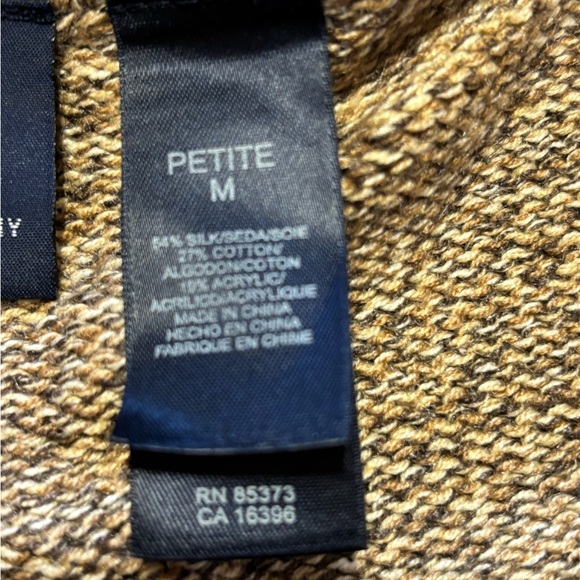 PETITE
M
54% SILK/SEDA/SOIE
27% COTTON/
ALGODON/COTON
19% ACRYLIC/
ACRILICO/ACRYLIQUE
MADE IN CHINA
HECHO EN CHINA
FABRIQUE EN CHINE
RN 85373
CA 16396